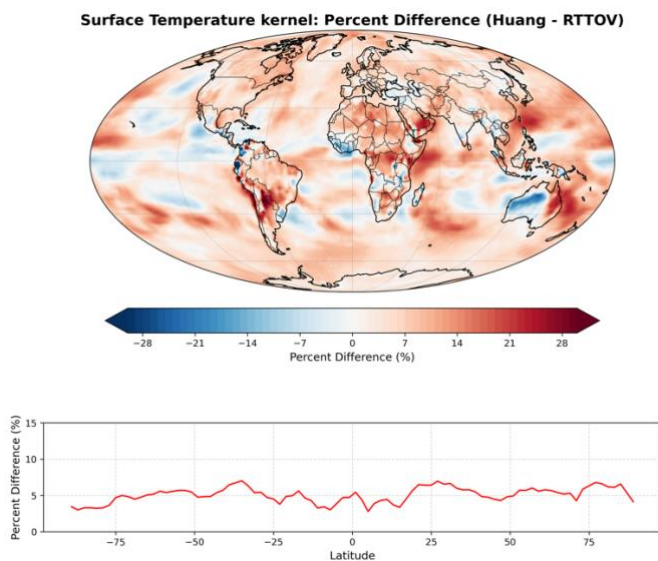 Surface Temperature kernel: Percent Difference (Huang - RTTOV)
−28 −21 −14 −7 0 7 14 21 28
Percent Difference (%)
15
10
5
0
Percent Difference (%)
−75 −50 −25 0 25 50 75
Latitude